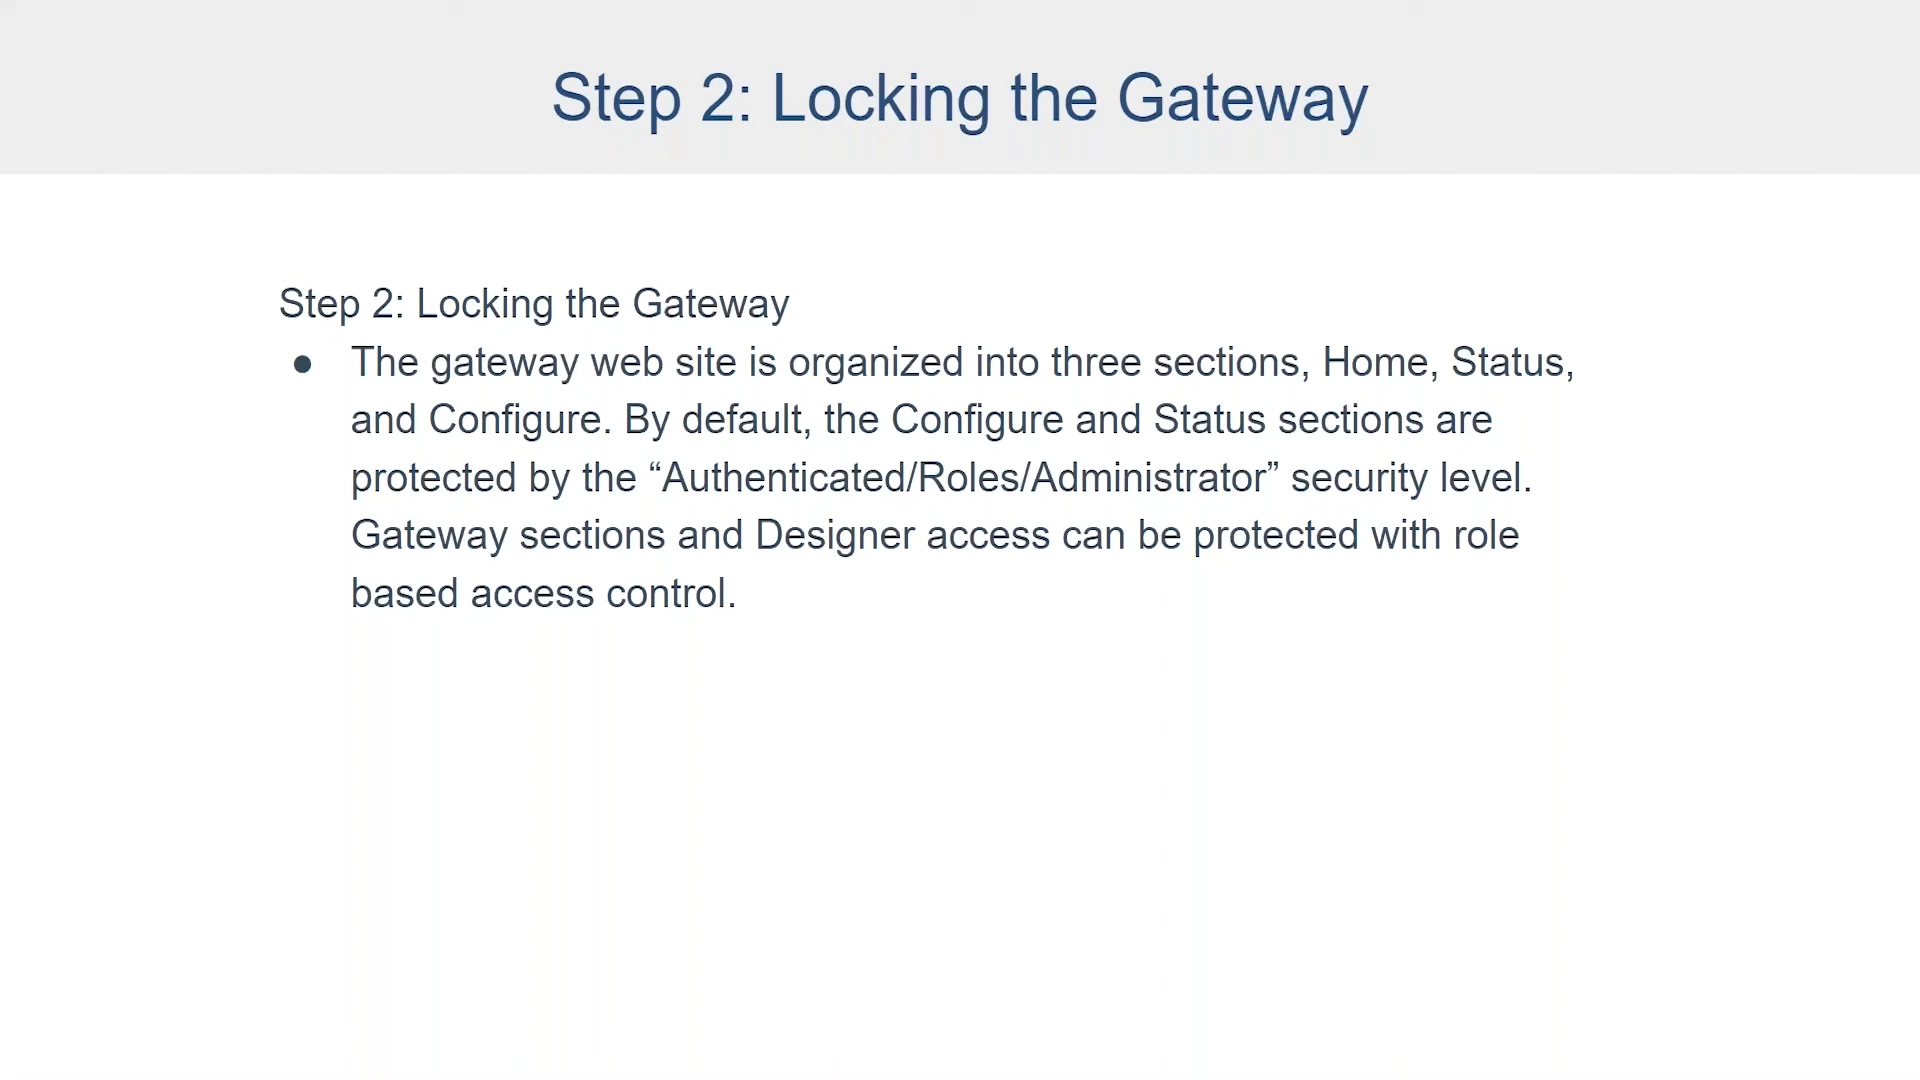 Step 2: Locking the Gateway
Step 2: Locking the Gateway
● The gateway web site is organized into three sections, Home, Status,
and Configure. By default, the Configure and Status sections are
protected by the “Authenticated/Roles/Administrator” security level.
Gateway sections and Designer access can be protected with role
based access control.